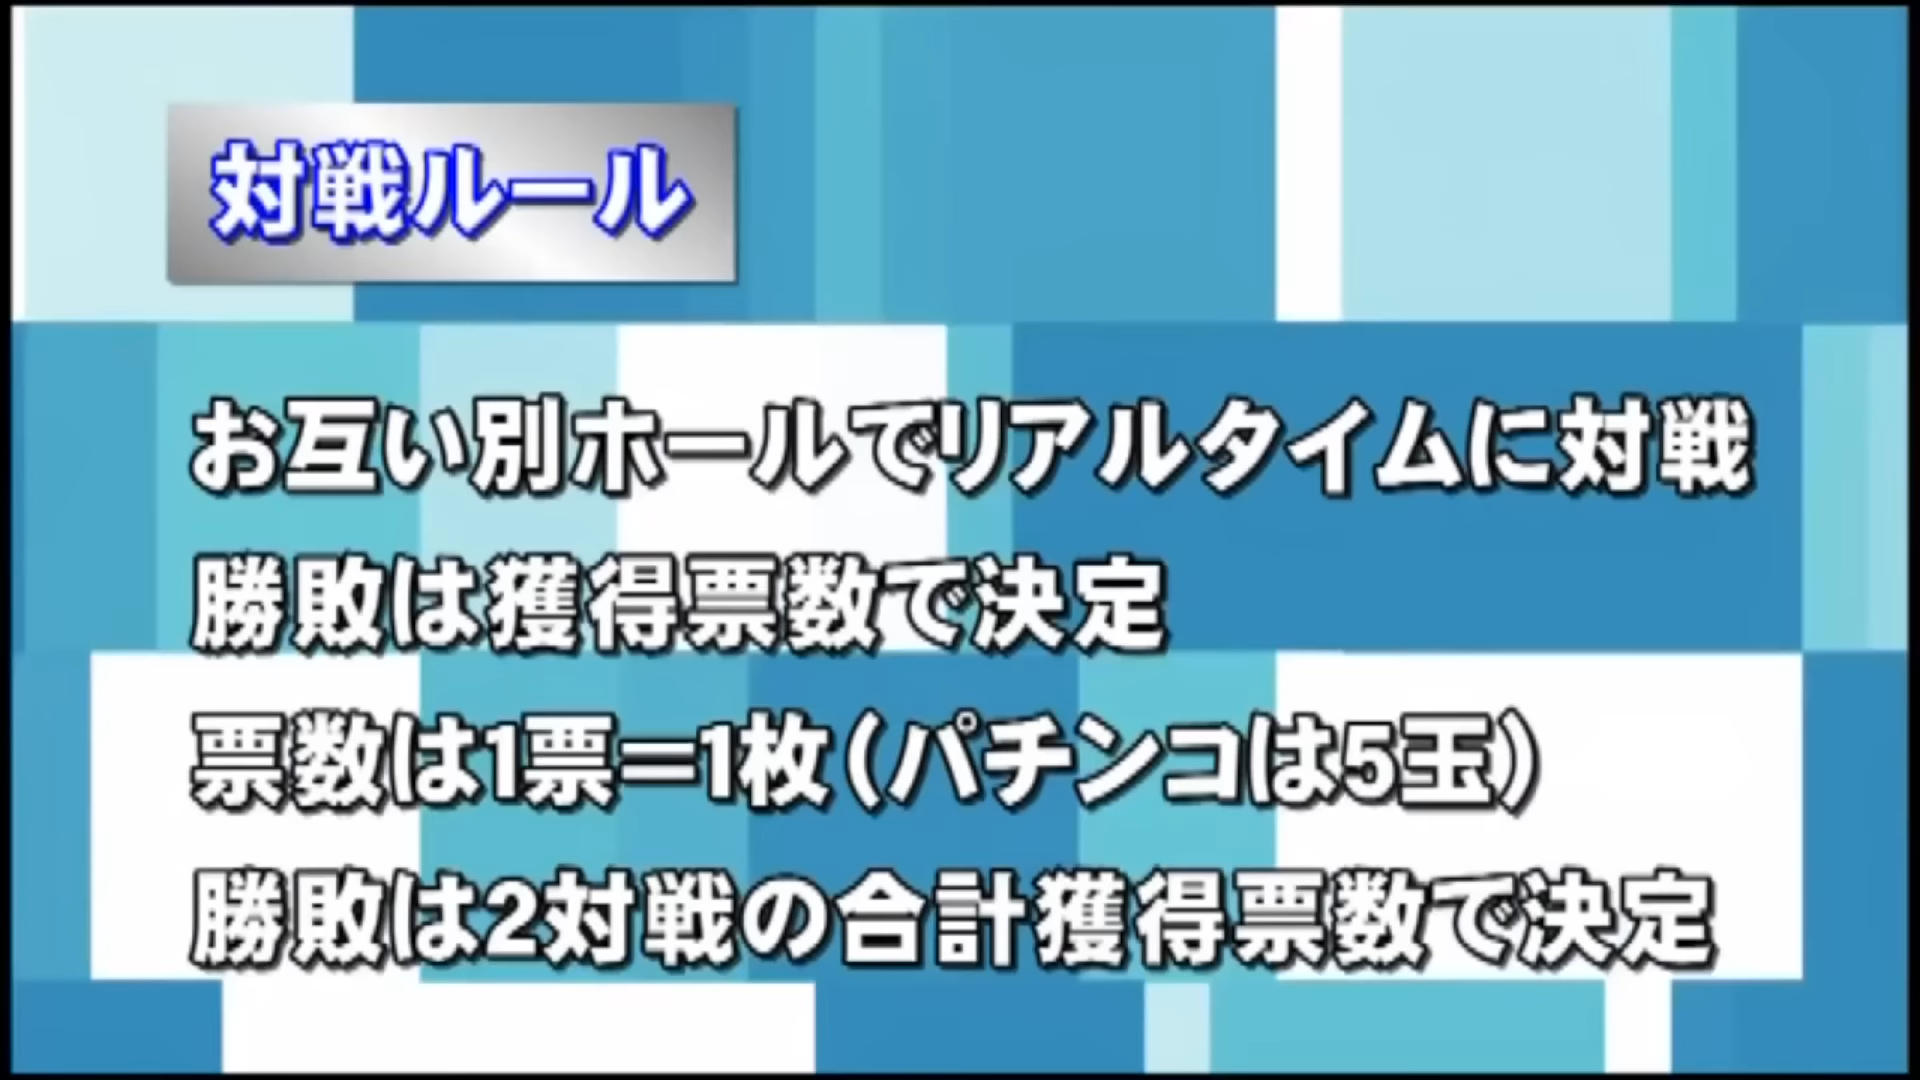 対戦ルール
お互い別ホールでリアルタイムに対戦
勝敗は獲得票数で決定
票数は1票=1枚(パチンコは5玉)
勝敗は2対戦の合計獲得票数で決定